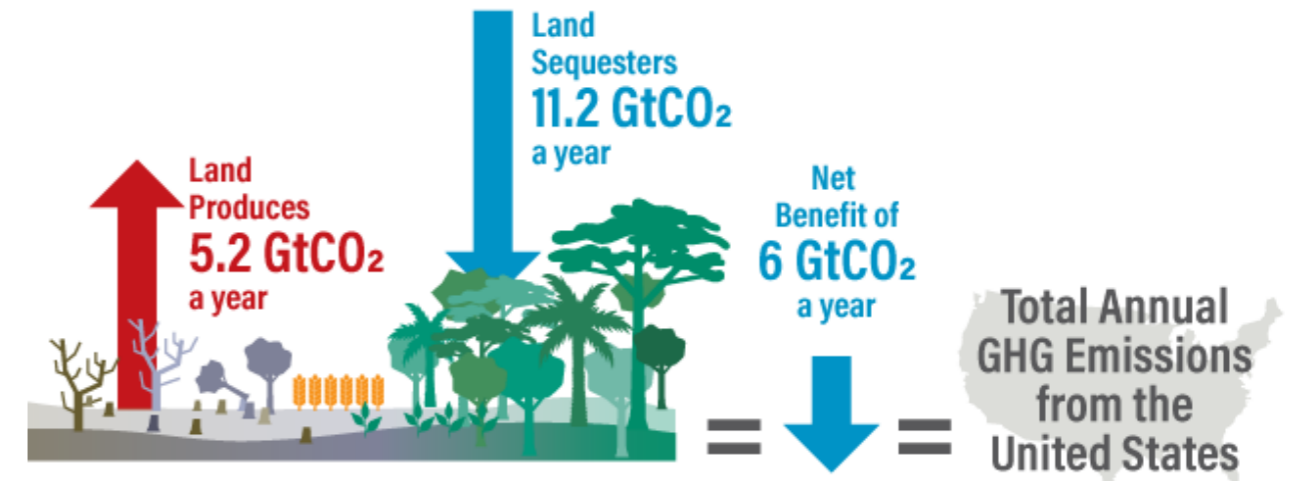 Land
Produces
5.2 GtCO₂
a year
Land
Sequesters
11.2 GtCO₂
a year
Net
Benefit of
6 GtCO₂
a year
=
=
Total Annual
GHG Emissions
from the
United States